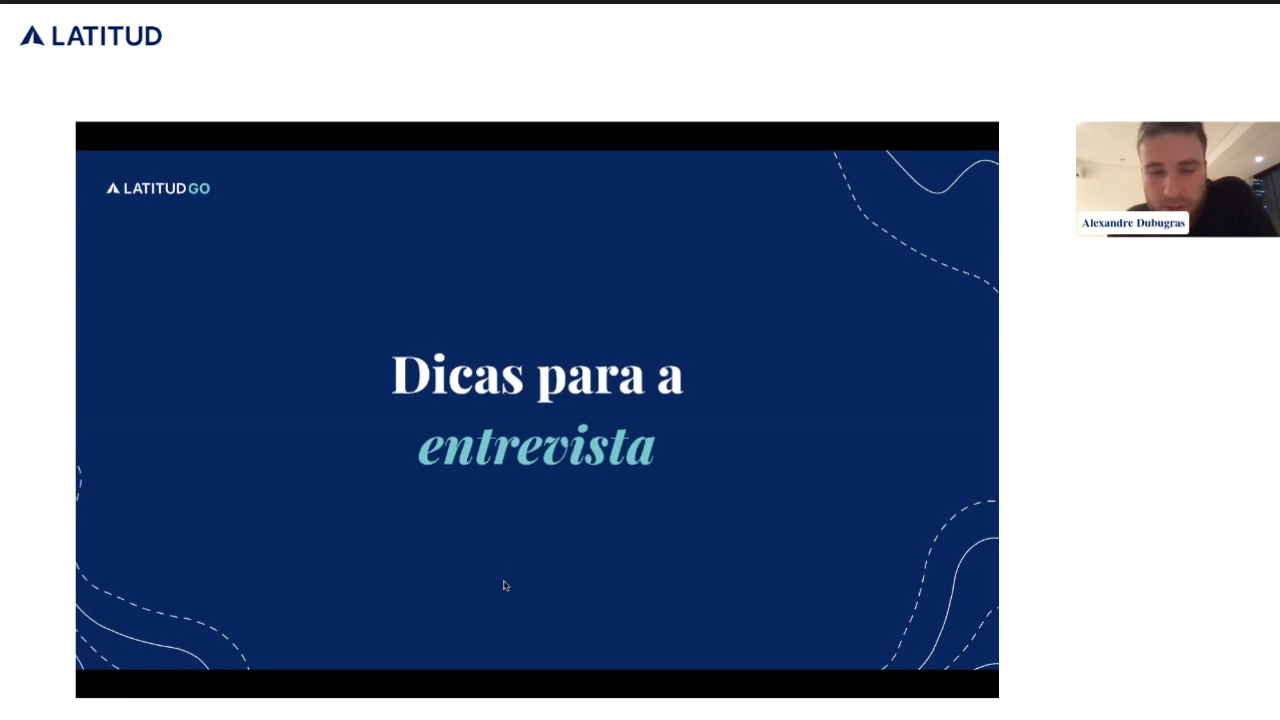 LATITUD
LATITUD GO
Dicas para a
entrevista
Alexandre Dubugras